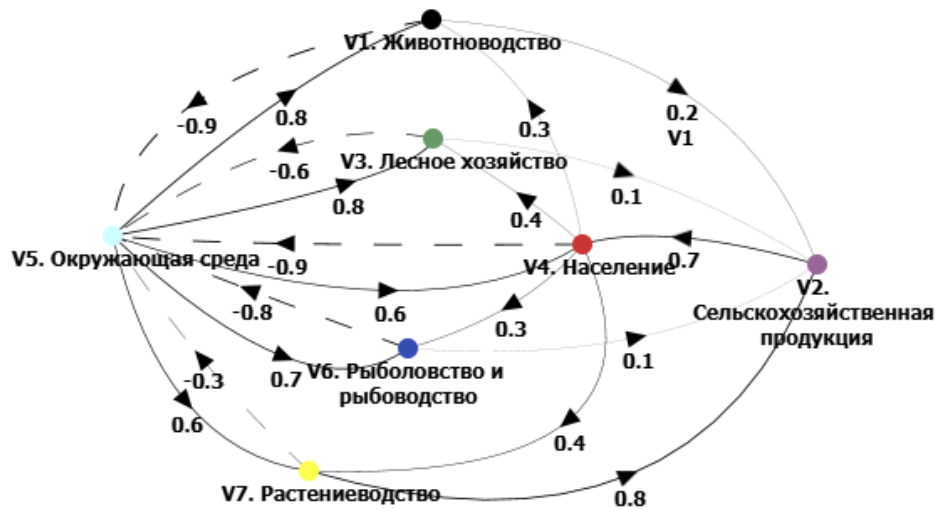 V1. Животноводство
-0.9
0.8
0.3
0.2
V1
V3. Лесное хозяйство
-0.6
0.8
0.1
0.4
V5. Окружающая среда
-0.9
V4. Население
0.7
V2.
Сельскохозяйственная
продукция
-0.8
0.6
0.3
0.1
V6. Рыболовство и
рыбоводство
0.7
-0.3
0.6
0.4
V7. Растениеводство
0.8